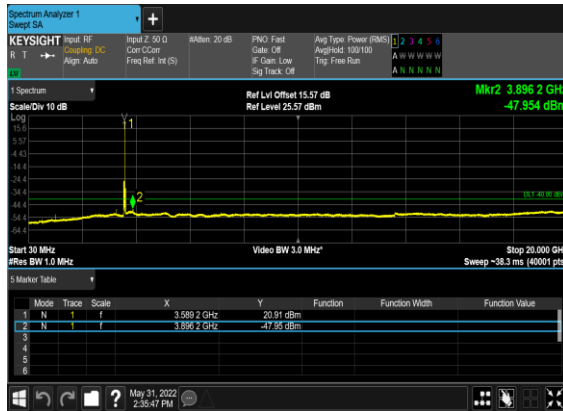 Spectrum Analyzer 1
Swept SA
KEYSIGHT Input: RF Input Z: 50 Ω #Atten: 20 dB PNO: Fast Avg Type: Power (RMS) 1 2 3 4 5 6
R T Coupling: DC Corr CCorr Gate: Off Avg|Hold: 100/100 A W W W W W
Align: Auto Freq Ref: Int (S) IF Gain: Low Trig: Free Run
Sig Track: Off A N N N N N
1 Spectrum
Ref Lvl Offset 15.57 dB Mkr2 3.896 2 GH
Scale/Div 10 dB Ref Level 25.57 dBm -47.954 dBn
Log
15.6
5.57
-4.43
-14.4
-24.4
-34.4
-44.4
-54.4
-64.4
1
2
Start 30 MHz Video BW 3.0 MHz* Stop 20.000 GH
#Res BW 1.0 MHz Sweep ~38.3 ms (40001 pts
5 Marker Table
Mode Trace Scale X Y Function Function Width Function Value
1 N 1 f 3.589 2 GHz 20.91 dBm
2 N 1 f 3.896 2 GHz -47.95 dBm
3
4
5
6
?
May 31, 2022
2:35:47 PM